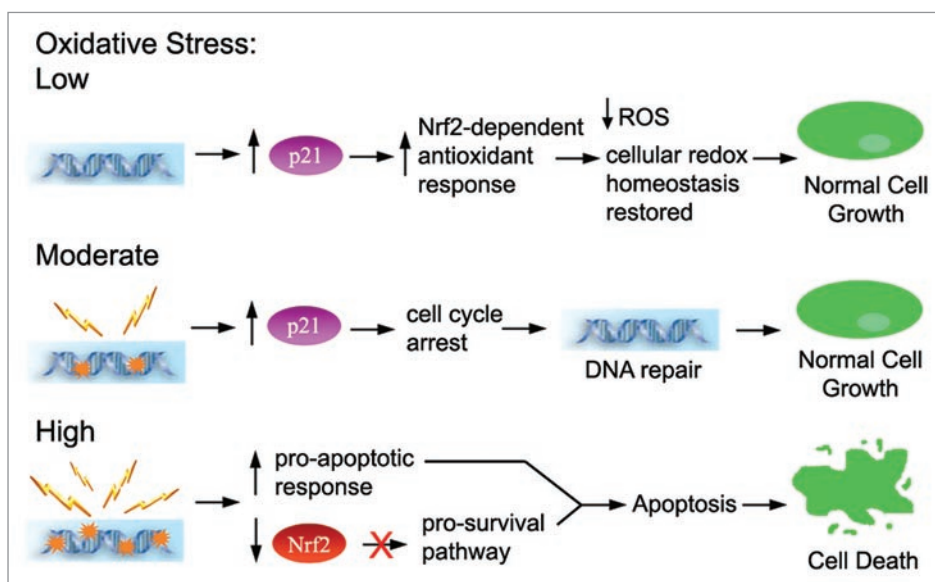 Oxidative Stress:
Low
p21
Nrf2-dependent
antioxidant
response
ROS
cellular redox
homeostasis
restored
Normal Cell
Growth
Moderate
p21
cell cycle
arrest
DNA repair
Normal Cell
Growth
High
pro-apoptotic
response
Nrf2
pro-survival
pathway
Apoptosis
Cell Death